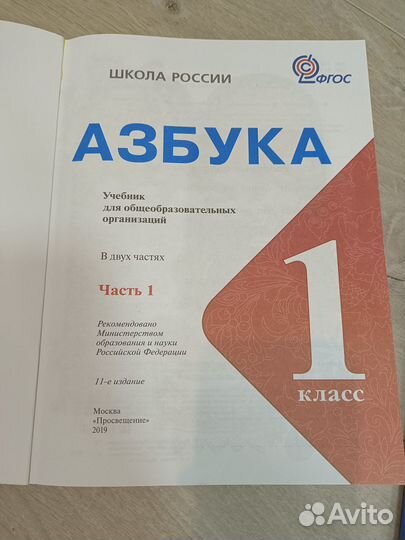 ШКОЛА РОССИИ
ФГОС
АЗБУКА
Учебник
для общеобразовательных
организаций
В двух частях
Часть 1
Рекомендовано
Министерством
образования и науки
Российской Федерации
11-е издание
1
класс
Москва
«Просвещение»
2019
Avito